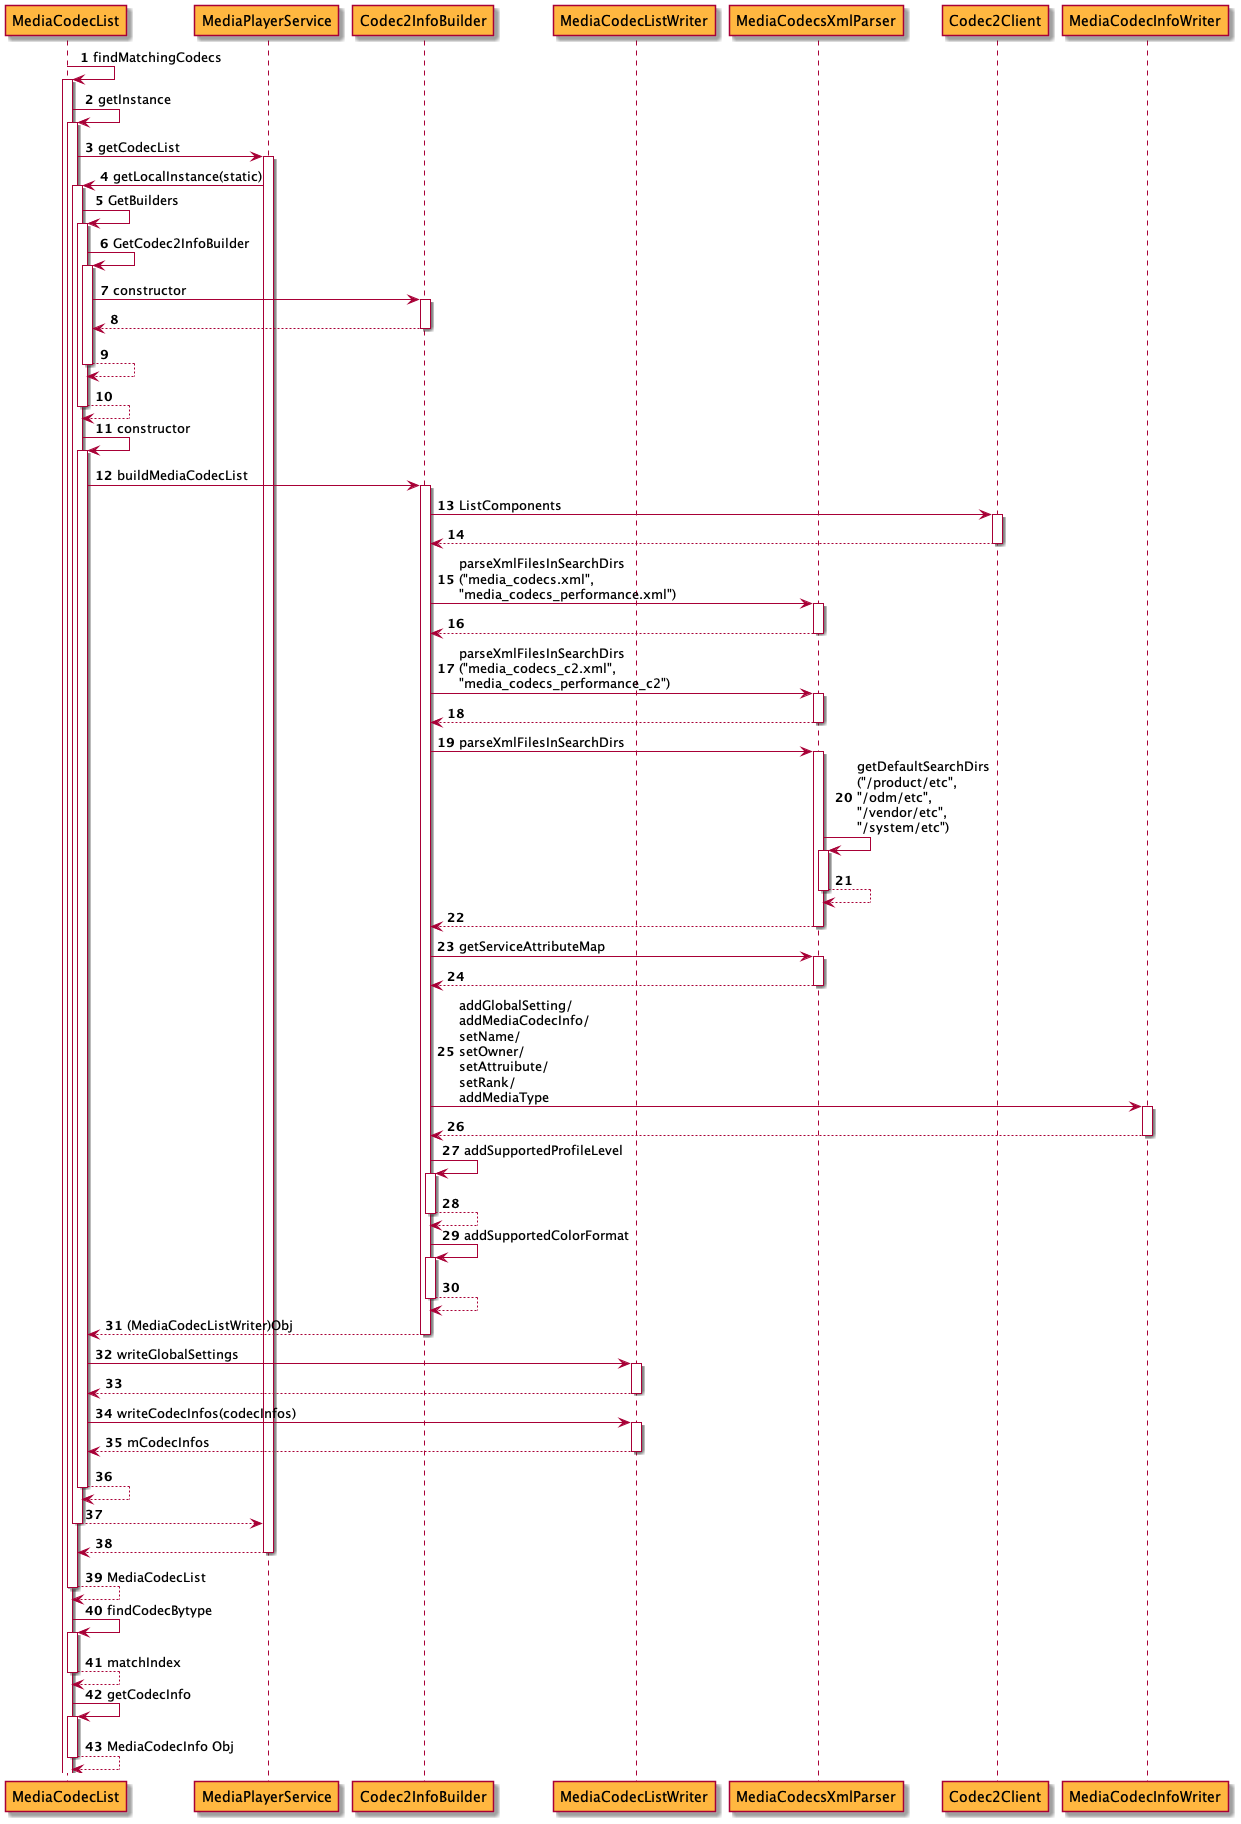 MediaCodecList MediaPlayerService Codec2InfoBuilder MediaCodecListWriter MediaCodecsXmlParser Codec2Client MediaCodecInfoWriter
1 findMatchingCodecs
2 getInstance
3 getCodecList
4 getLocalInstance(static)
5 GetBuilders
6 GetCodec2InfoBuilder
7 constructor
8
9
10
11 constructor
12 buildMediaCodecList
13 ListComponents
14
parseXmlFilesInSearchDirs
15 ("media_codecs.xml",
"media_codecs_performance.xml")
16
parseXmlFilesInSearchDirs
17 ("media_codecs_c2.xml",
"media_codecs_performance_c2")
18
19 parseXmlFilesInSearchDirs
getDefaultSearchDirs
("/product/etc",
20 "/odm/etc",
"/vendor/etc",
"/system/etc")
21
22
23 getServiceAttributeMap
24
addGlobalSetting/
addMediaCodecInfo/
setName/
25 setOwner/
setAttruibute/
setRank/
addMediaType
26
27 addSupportedProfileLevel
28
29 addSupportedColorFormat
30
31 (MediaCodecListWriter)Obj
32 writeGlobalSettings
33
34 writeCodecInfos(codecInfos)
35 mCodecInfos
36
37
38
39 MediaCodecList
40 findCodecBytype
41 matchIndex
42 getCodecInfo
43 MediaCodecInfo Obj
MediaCodecList MediaPlayerService Codec2InfoBuilder MediaCodecListWriter MediaCodecsXmlParser Codec2Client MediaCodecInfoWriter